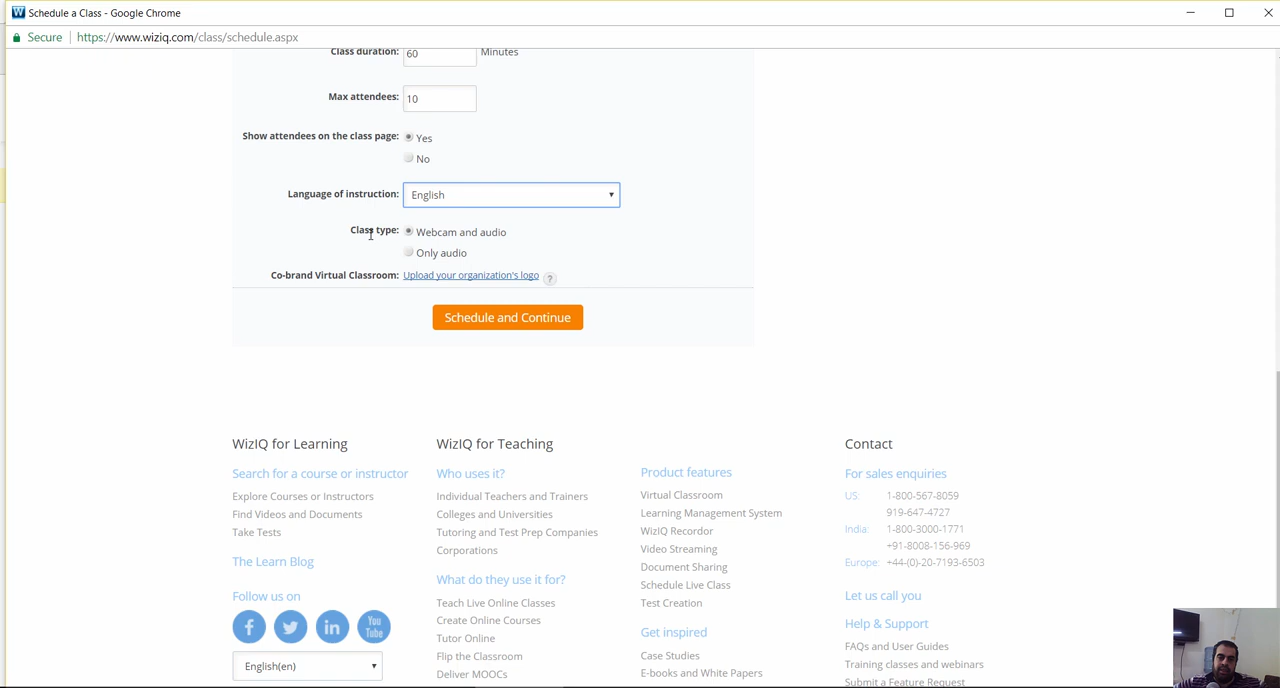 Schedule a Class - Google Chrome
Secure | https://www.wiziq.com/class/schedule.aspx
Class duration: 60 Minutes
Max attendees: 10
Show attendees on the class page: Yes
No
Language of instruction: English
Class type: Webcam and audio
Only audio
Co-brand Virtual Classroom: Upload your organization's logo ?
Schedule and Continue
WizIQ for Learning
Search for a course or instructor
Explore Courses or Instructors
Find Videos and Documents
Take Tests
The Learn Blog
Follow us on
You
Tube
English(en)
WizIQ for Teaching
Who uses it?
Individual Teachers and Trainers
Colleges and Universities
Tutoring and Test Prep Companies
Corporations
What do they use it for?
Teach Live Online Classes
Create Online Courses
Tutor Online
Flip the Classroom
Deliver MOOCs
Product features
Virtual Classroom
Learning Management System
WizIQ Recordor
Video Streaming
Document Sharing
Schedule Live Class
Test Creation
Get inspired
Case Studies
E-books and White Papers
Contact
For sales enquiries
US: 1-800-567-8059
919-647-4727
India: 1-800-3000-1771
+91-8008-156-969
Europe: +44-(0)-20-7193-6503
Let us call you
Help & Support
FAQs and User Guides
Training classes and webinars
Submit a Feature Request